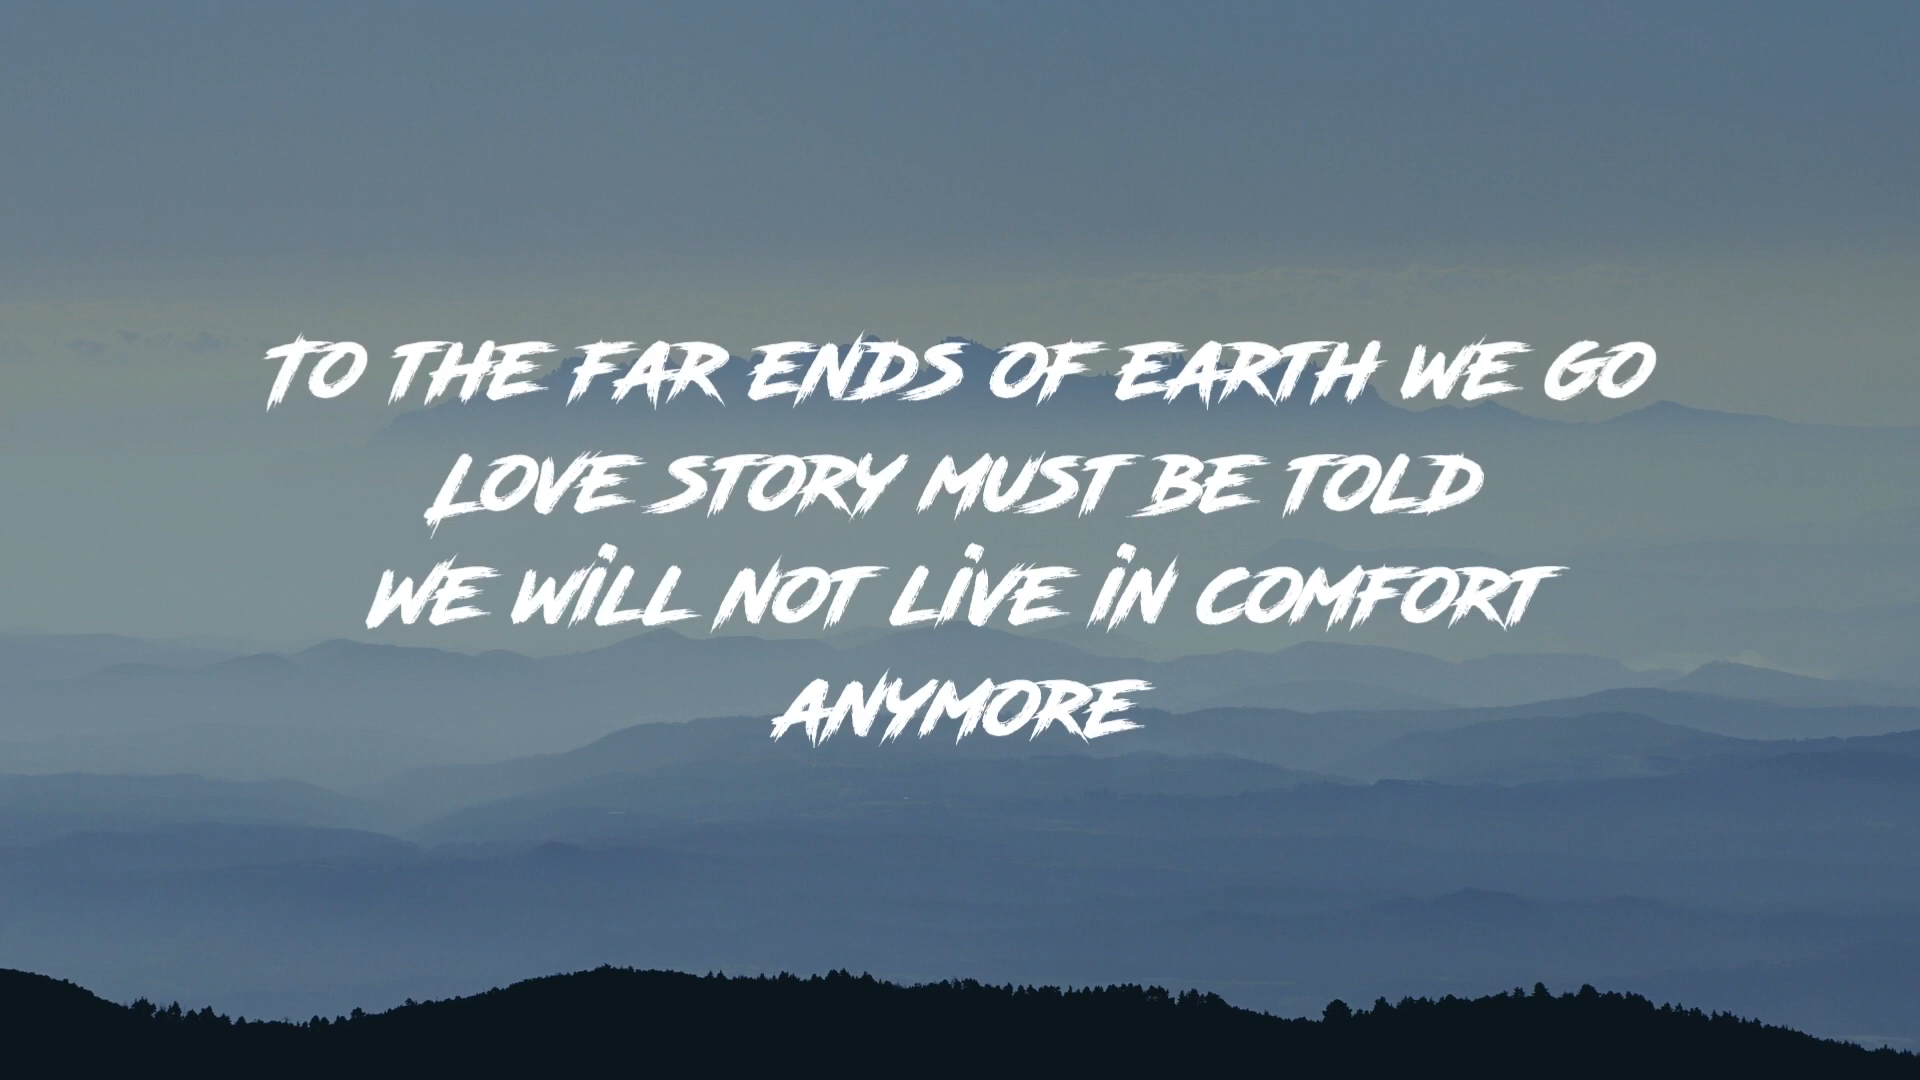 TO THE FAR ENDS OF EARTH WE GO
LOVE STORY MUST BE TOLD
WE WiLL NOT LiVE iN COMFORT
ANYMORE